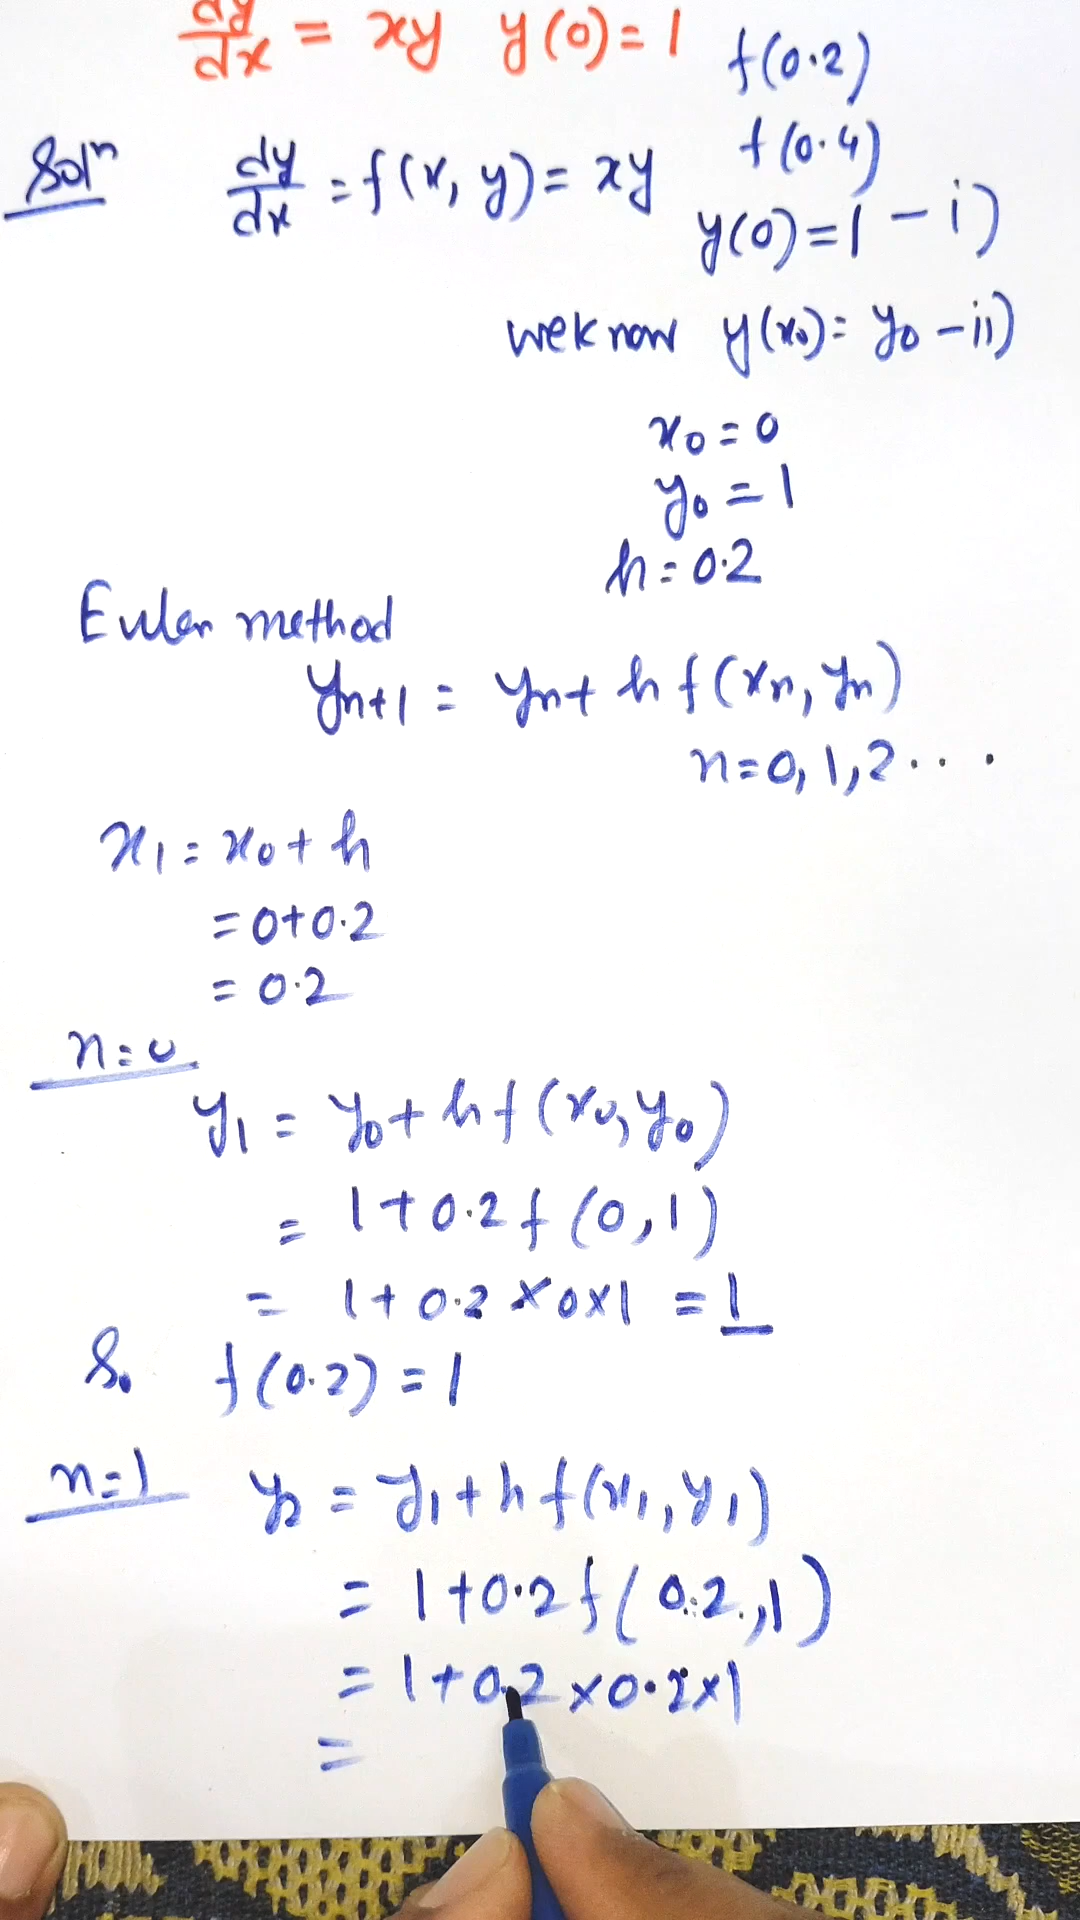 dy/dx = xy y(0)=1
f(0.2)
f(0.4)
Solⁿ dy/dx = f(x, y) = xy
y(0)=1 - i)
we know y(x₀) = y₀ - ii)
x₀ = 0
y₀ = 1
h = 0.2
Euler method
yₙ₊₁ = yₙ + h f(xₙ, yₙ)
n=0, 1, 2 . . .
x₁ = x₀ + h
= 0+0.2
= 0.2
n=0
y₁ = y₀ + h f(x₀, y₀)
= 1+0.2 f(0, 1)
= 1+0.2×0×1 = 1
So f(0.2) = 1
n=1 y₂ = y₁ + h f(x₁, y₁)
= 1+0.2 f(0.2, 1)
= 1+0.2×0.2×1
=